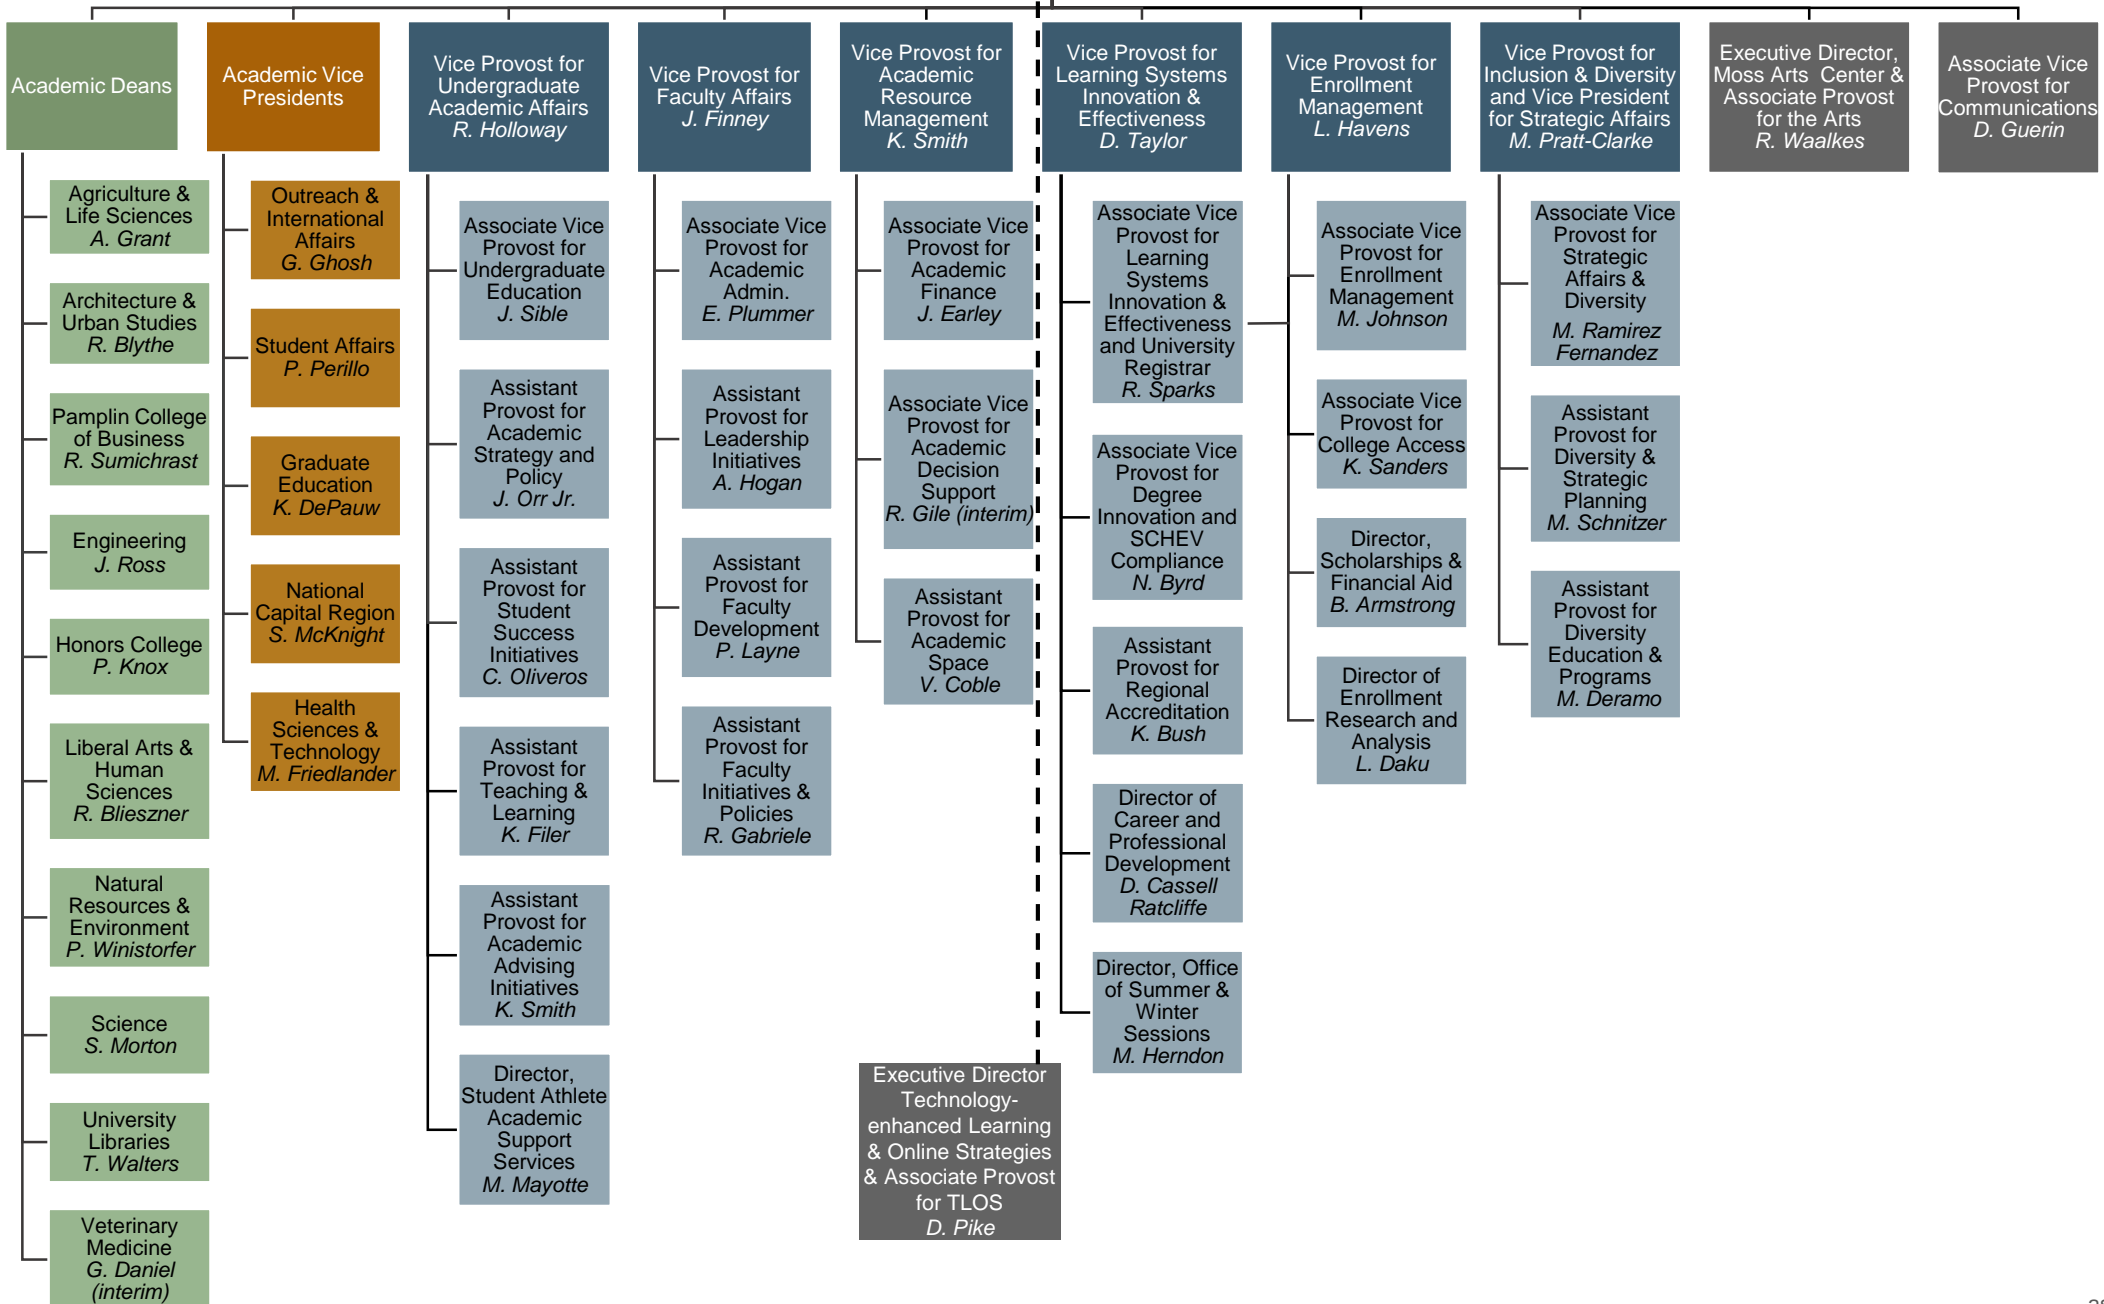 Academic Deans
Agriculture &
Life Sciences
A. Grant
Architecture &
Urban Studies
R. Blythe
Pamplin College
of Business
R. Sumichrast
Engineering
J. Ross
Honors College
P. Knox
Liberal Arts &
Human
Sciences
R. Blieszner
Natural
Resources &
Environment
P. Winistorfer
Science
S. Morton
University
Libraries
T. Walters
Veterinary
Medicine
G. Daniel
(interim)
Academic Vice
Presidents
Outreach &
International
Affairs
G. Ghosh
Student Affairs
P. Perillo
Graduate
Education
K. DePauw
National
Capital Region
S. McKnight
Health
Sciences &
Technology
M. Friedlander
Vice Provost for
Undergraduate
Academic Affairs
R. Holloway
Associate Vice
Provost for
Undergraduate
Education
J. Sible
Assistant
Provost for
Academic
Strategy and
Policy
J. Orr Jr.
Assistant
Provost for
Student
Success
Initiatives
C. Oliveros
Assistant
Provost for
Teaching &
Learning
K. Filer
Assistant
Provost for
Academic
Advising
Initiatives
K. Smith
Director,
Student Athlete
Academic
Support
Services
M. Mayotte
Vice Provost for
Faculty Affairs
J. Finney
Associate Vice
Provost for
Academic
Admin.
E. Plummer
Assistant
Provost for
Leadership
Initiatives
A. Hogan
Assistant
Provost for
Faculty
Development
P. Layne
Assistant
Provost for
Faculty
Initiatives &
Policies
R. Gabriele
Vice Provost for
Academic
Resource
Management
K. Smith
Associate Vice
Provost for
Academic
Finance
J. Earley
Associate Vice
Provost for
Academic
Decision
Support
R. Gile (interim)
Assistant
Provost for
Academic
Space
V. Coble
Executive Director
Technology-
enhanced Learning
& Online Strategies
& Associate Provost
for TLOS
D. Pike
Vice Provost for
Learning Systems
Innovation &
Effectiveness
D. Taylor
Associate Vice
Provost for
Learning
Systems
Innovation &
Effectiveness
and University
Registrar
R. Sparks
Associate Vice
Provost for
Degree
Innovation and
SCHEV
Compliance
N. Byrd
Assistant
Provost for
Regional
Accreditation
K. Bush
Director of
Career and
Professional
Development
D. Cassell
Ratcliffe
Director, Office
of Summer &
Winter
Sessions
M. Herndon
Vice Provost for
Enrollment
Management
L. Havens
Associate Vice
Provost for
Enrollment
Management
M. Johnson
Associate Vice
Provost for
College Access
K. Sanders
Director,
Scholarships &
Financial Aid
B. Armstrong
Director of
Enrollment
Research and
Analysis
L. Daku
Vice Provost for
Inclusion & Diversity
and Vice President
for Strategic Affairs
M. Pratt-Clarke
Associate Vice
Provost for
Strategic
Affairs &
Diversity
M. Ramirez
Fernandez
Assistant
Provost for
Diversity &
Strategic
Planning
M. Schnitzer
Assistant
Provost for
Diversity
Education &
Programs
M. Deramo
Executive Director,
Moss Arts Center &
Associate Provost
for the Arts
R. Waalkes
Associate Vice
Provost for
Communications
D. Guerin